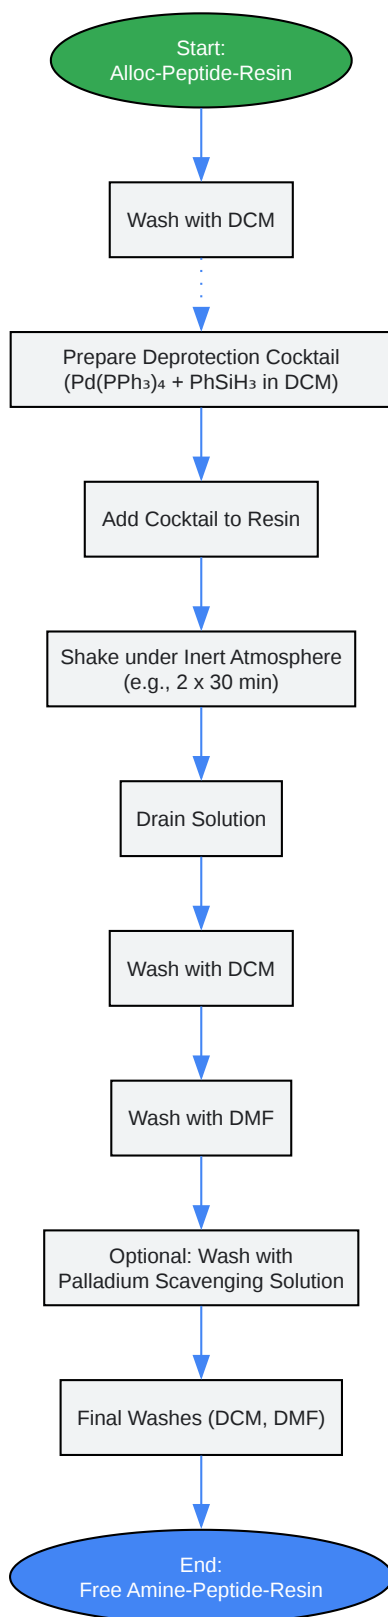 Start:
Alloc-Peptide-Resin
Wash with DCM
Prepare Deprotection Cocktail
(Pd(PPh₃)₄ + PhSiH₃ in DCM)
Add Cocktail to Resin
Shake under Inert Atmosphere
(e.g., 2 x 30 min)
Drain Solution
Wash with DCM
Wash with DMF
Optional: Wash with
Palladium Scavenging Solution
Final Washes (DCM, DMF)
End:
Free Amine-Peptide-Resin